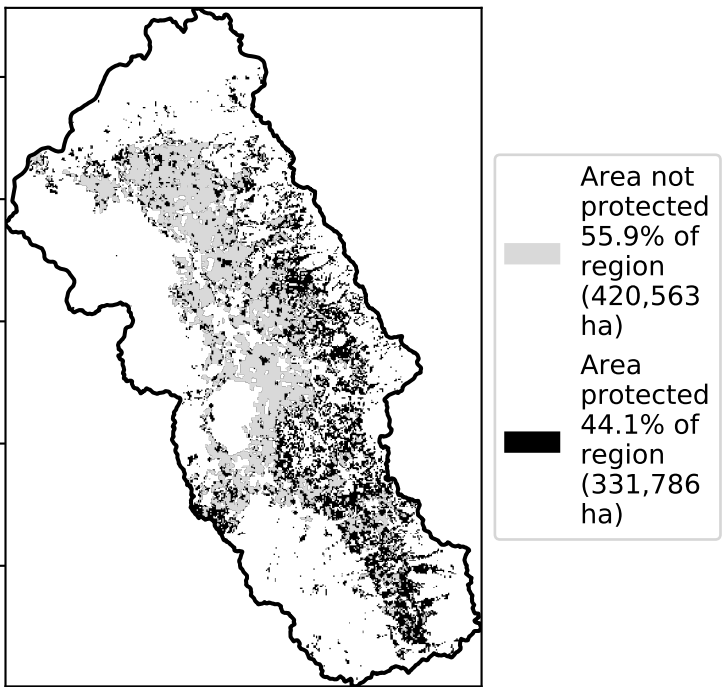 Area not
protected
55.9% of
region
(420,563
ha)
Area
protected
44.1% of
region
(331,786
ha)